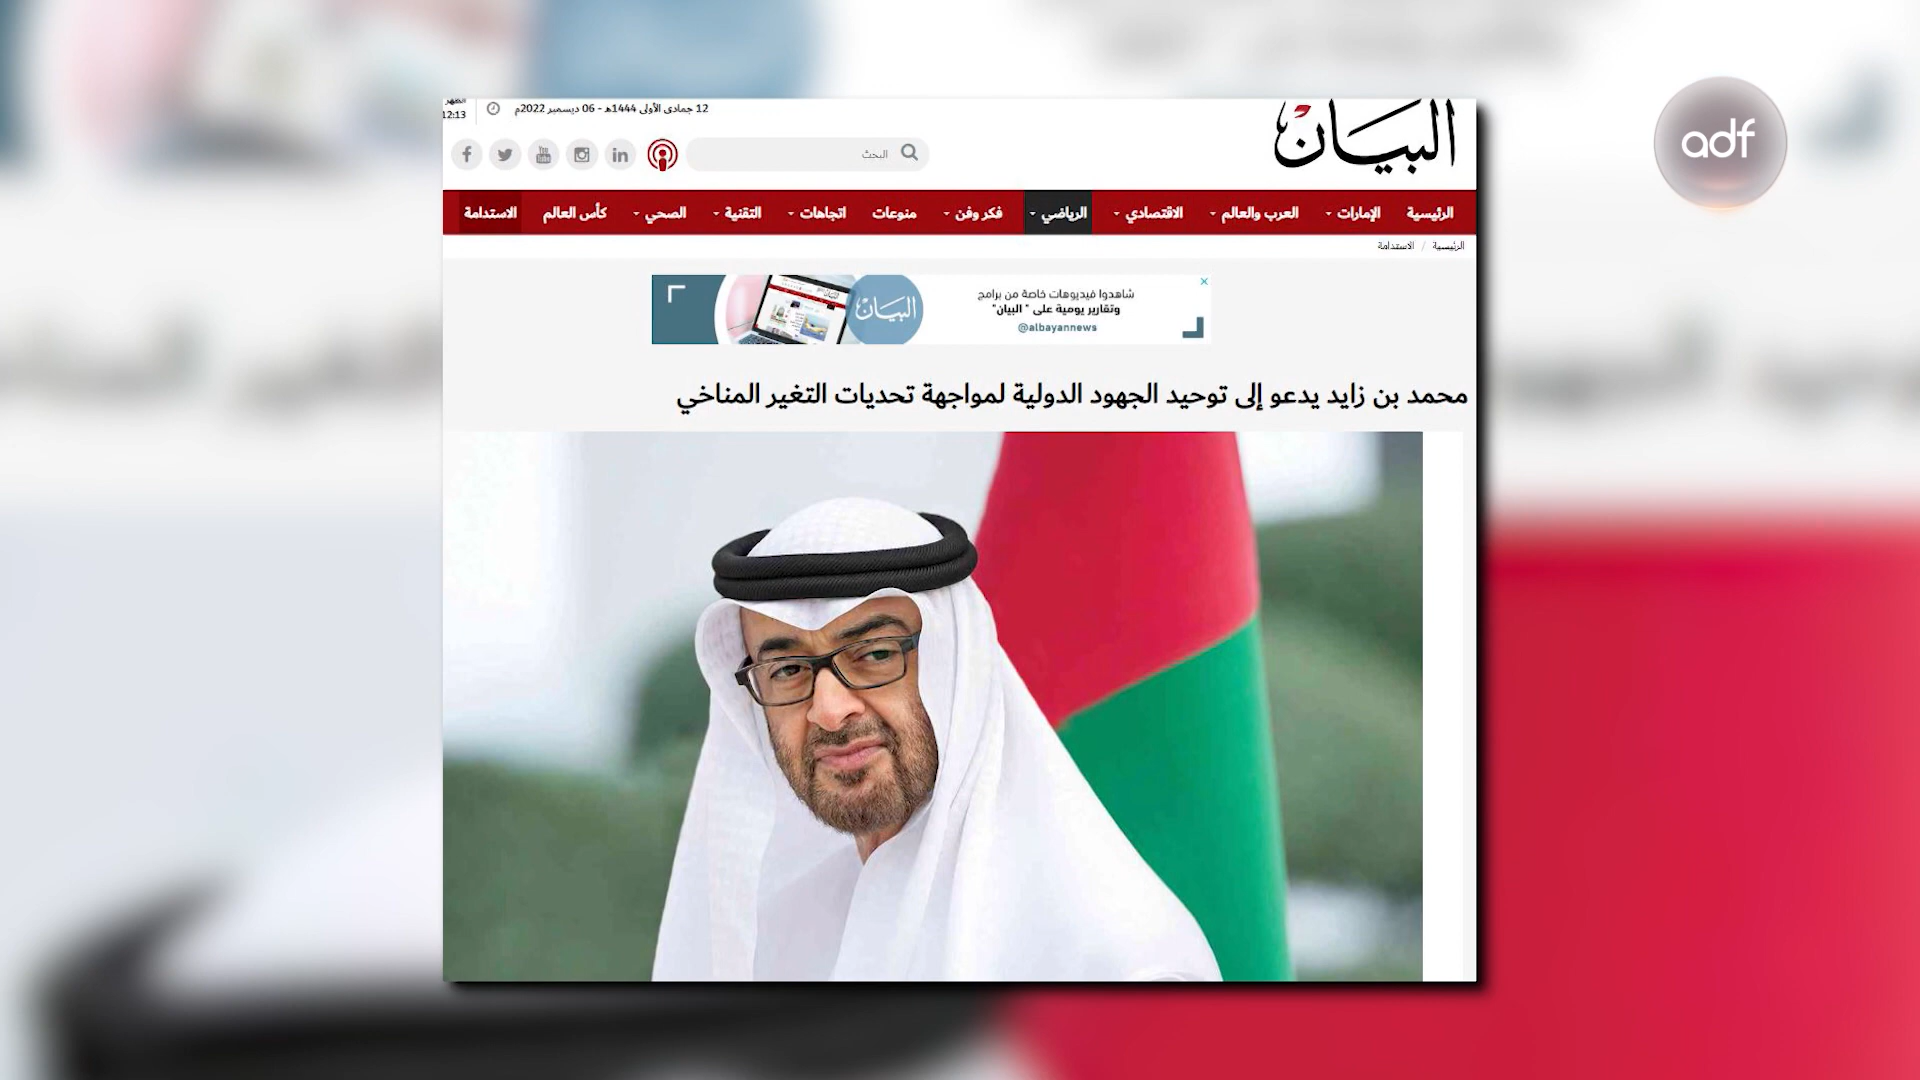 adf
12 جمادى الأولى 1444هـ - 06 ديسمبر 2022م
الظهر
12:13
البيان
البحث
الرئيسية الإمارات العرب والعالم الاقتصادي الرياضي فكر وفن منوعات اتجاهات التقنية الصحي كأس العالم الاستدامة
الرئيسية / الاستدامة
البيان
شاهدوا فيديوهات خاصة من برامج
وتقارير يومية على " البيان"
@albayannews
محمد بن زايد يدعو إلى توحيد الجهود الدولية لمواجهة تحديات التغير المناخي